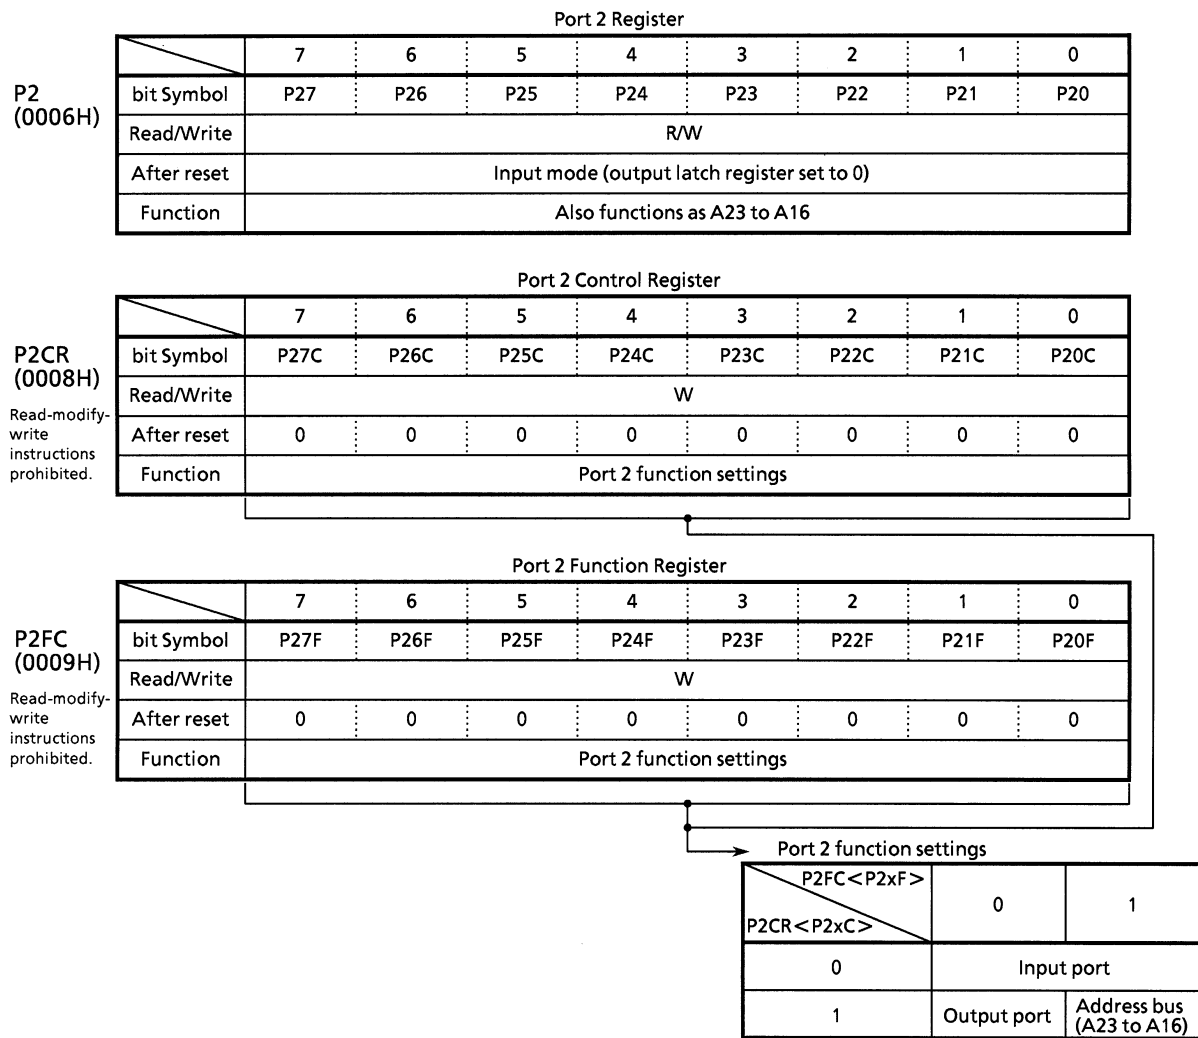 Port 2 Register
7 6 5 4 3 2 1 0
P2
(0006H)
bit Symbol P27 P26 P25 P24 P23 P22 P21 P20
Read/Write R/W
After reset Input mode (output latch register set to 0)
Function Also functions as A23 to A16
Port 2 Control Register
7 6 5 4 3 2 1 0
P2CR
(0008H)
Read-modify-
write
instructions
prohibited.
bit Symbol P27C P26C P25C P24C P23C P22C P21C P20C
Read/Write W
After reset 0 0 0 0 0 0 0 0
Function Port 2 function settings
Port 2 Function Register
7 6 5 4 3 2 1 0
P2FC
(0009H)
Read-modify-
write
instructions
prohibited.
bit Symbol P27F P26F P25F P24F P23F P22F P21F P20F
Read/Write W
After reset 0 0 0 0 0 0 0 0
Function Port 2 function settings
Port 2 function settings
P2FC<P2xF> 0 1
P2CR<P2xC>
0 Input port
1 Output port Address bus
(A23 to A16)